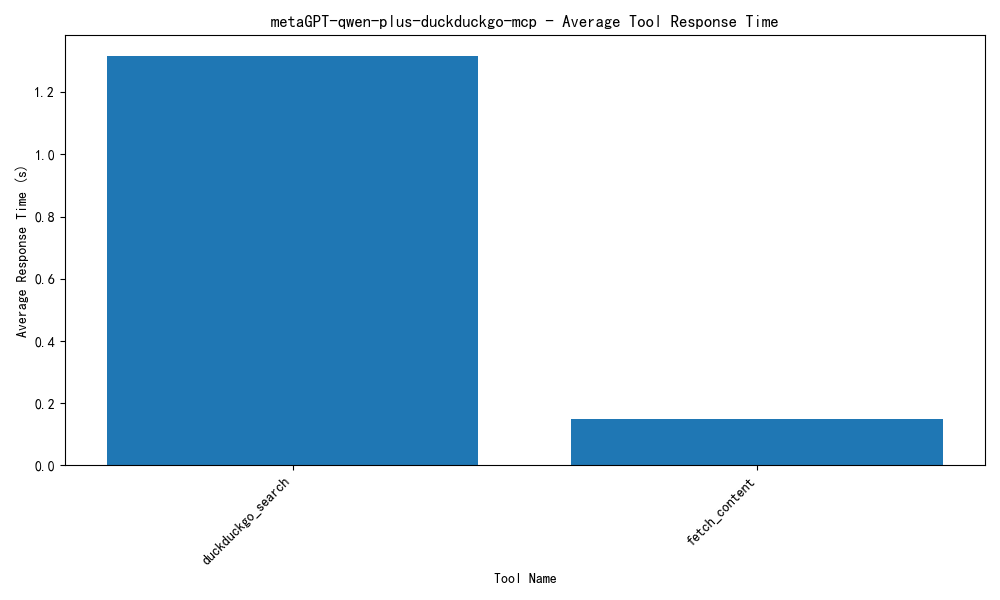 metaGPT-qwen-plus-duckduckgo-mcp - Average Tool Response Time
Average Response Time (s)
1.2
1.0
0.8
0.6
0.4
0.2
0.0
duckduckgo_search
fetch_content
Tool Name